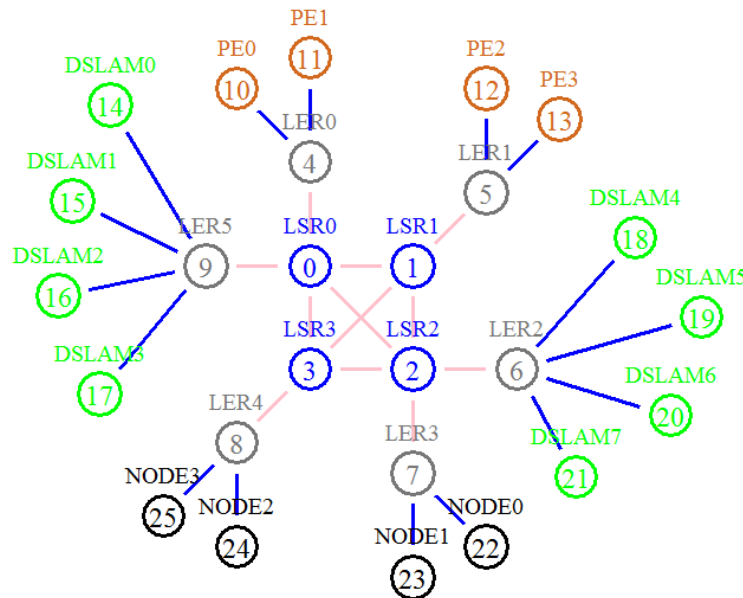 PE1
PE0
10
11
PE2
12
PE3
13
DSLAM0
14
LER0
4
LER1
5
DSLAM1
15
LER5
9
LSR0
0
LSR1
1
DSLAM4
18
DSLAM2
16
DSLAM5
19
DSLAM3
17
LSR3
3
LSR2
2
LER2
6
DSLAM6
20
LER4
8
LER3
7
DSLAM7
21
NODE3
25
NODE2
24
NODE1
23
NODE0
22